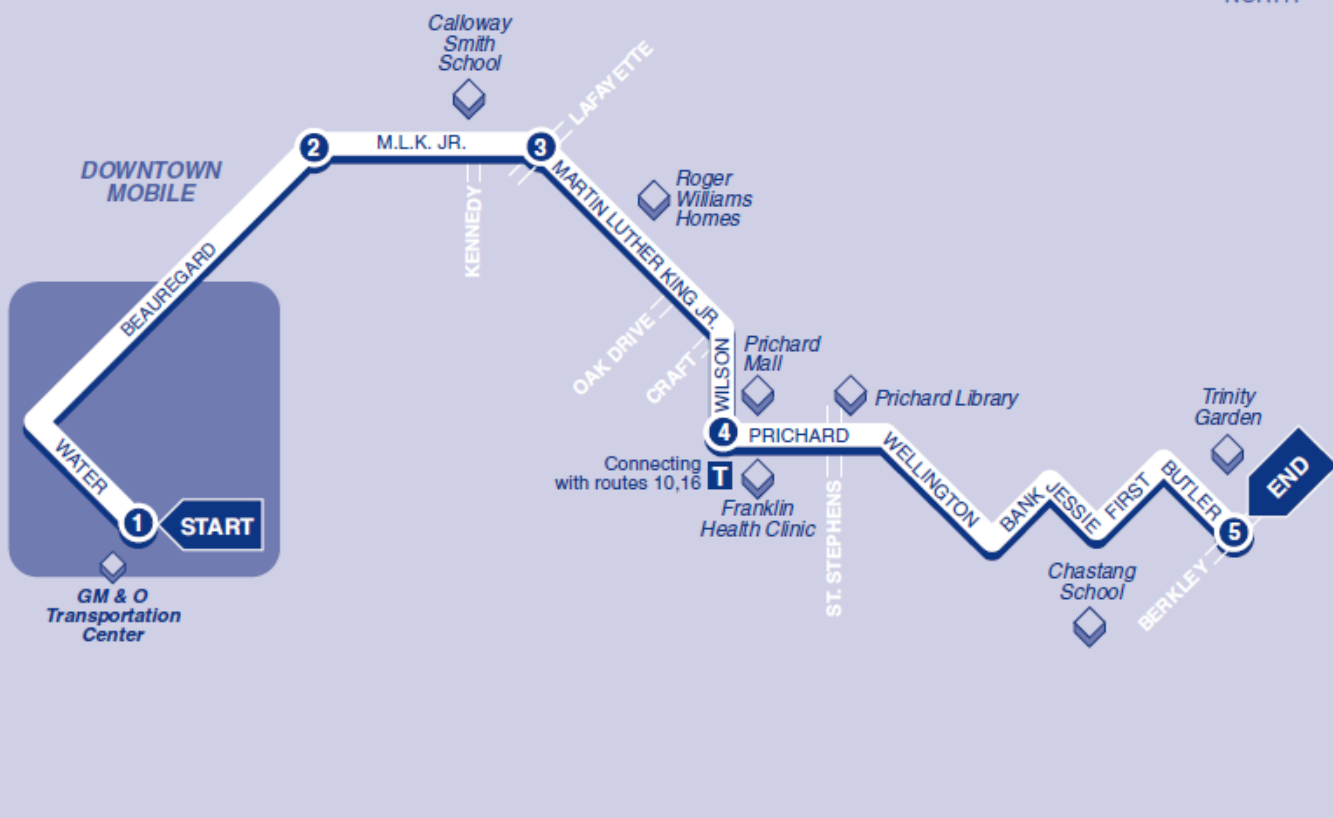 Calloway
Smith
School
LAFAYETTE
2
M.L.K. JR.
3
DOWNTOWN
MOBILE
KENNEDY
MARTIN LUTHER KING JR.
Roger
Williams
Homes
BEAUREGARD
OAK DRIVE
CRAFT
WILSON
Prichard
Mall
Prichard Library
Trinity
Garden
4
PRICHARD
WELLINGTON
BANK
JESSIE
FIRST
BUTLER
END
5
BERKLEY
Connecting
with routes 10,16
T
Franklin
Health Clinic
ST. STEPHENS
Chastang
School
WATER
1
START
GM & O
Transportation
Center